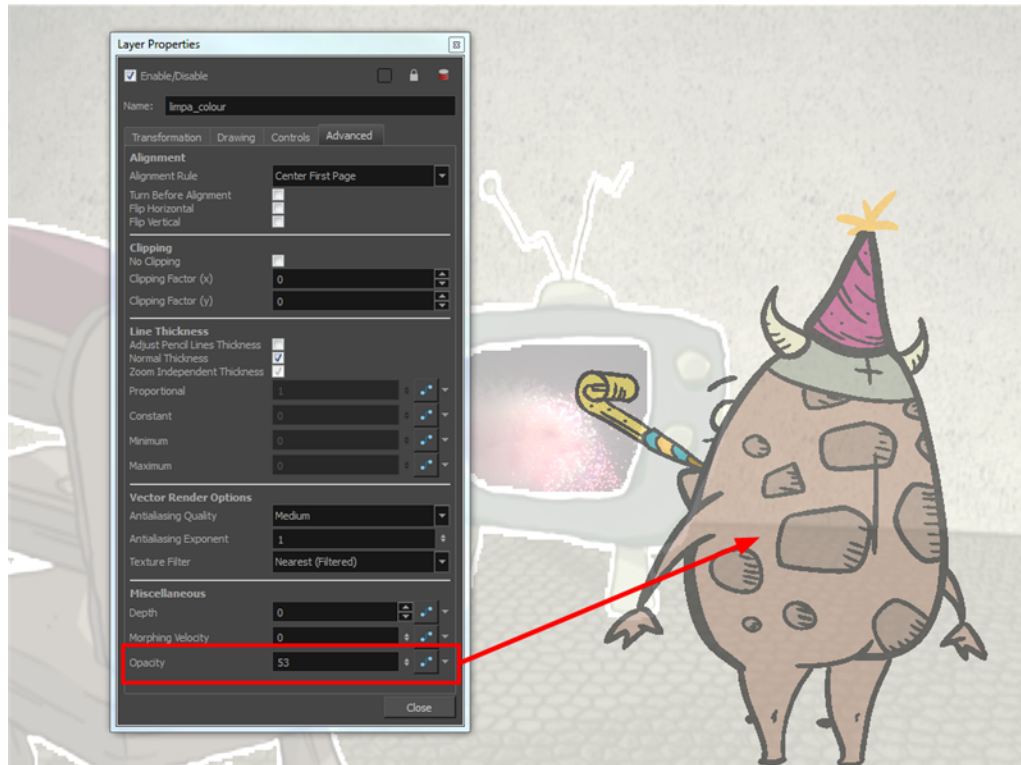 Layer Properties
Enable/Disable
Name: limpa_colour
Transformation Drawing Controls Advanced
Alignment
Alignment Rule Center First Page
Turn Before Alignment
Flip Horizontal
Flip Vertical
Clipping
No Clipping
Clipping Factor (x) 0
Clipping Factor (y) 0
Line Thickness
Adjust Pencil Lines Thickness
Normal Thickness
Zoom Independent Thickness
Proportional 1
Constant 0
Minimum 0
Maximum 0
Vector Render Options
Antialiasing Quality Medium
Antialiasing Exponent 1
Texture Filter Nearest (Filtered)
Miscellaneous
Depth 0
Morphing Velocity 0
Opacity 53
Close